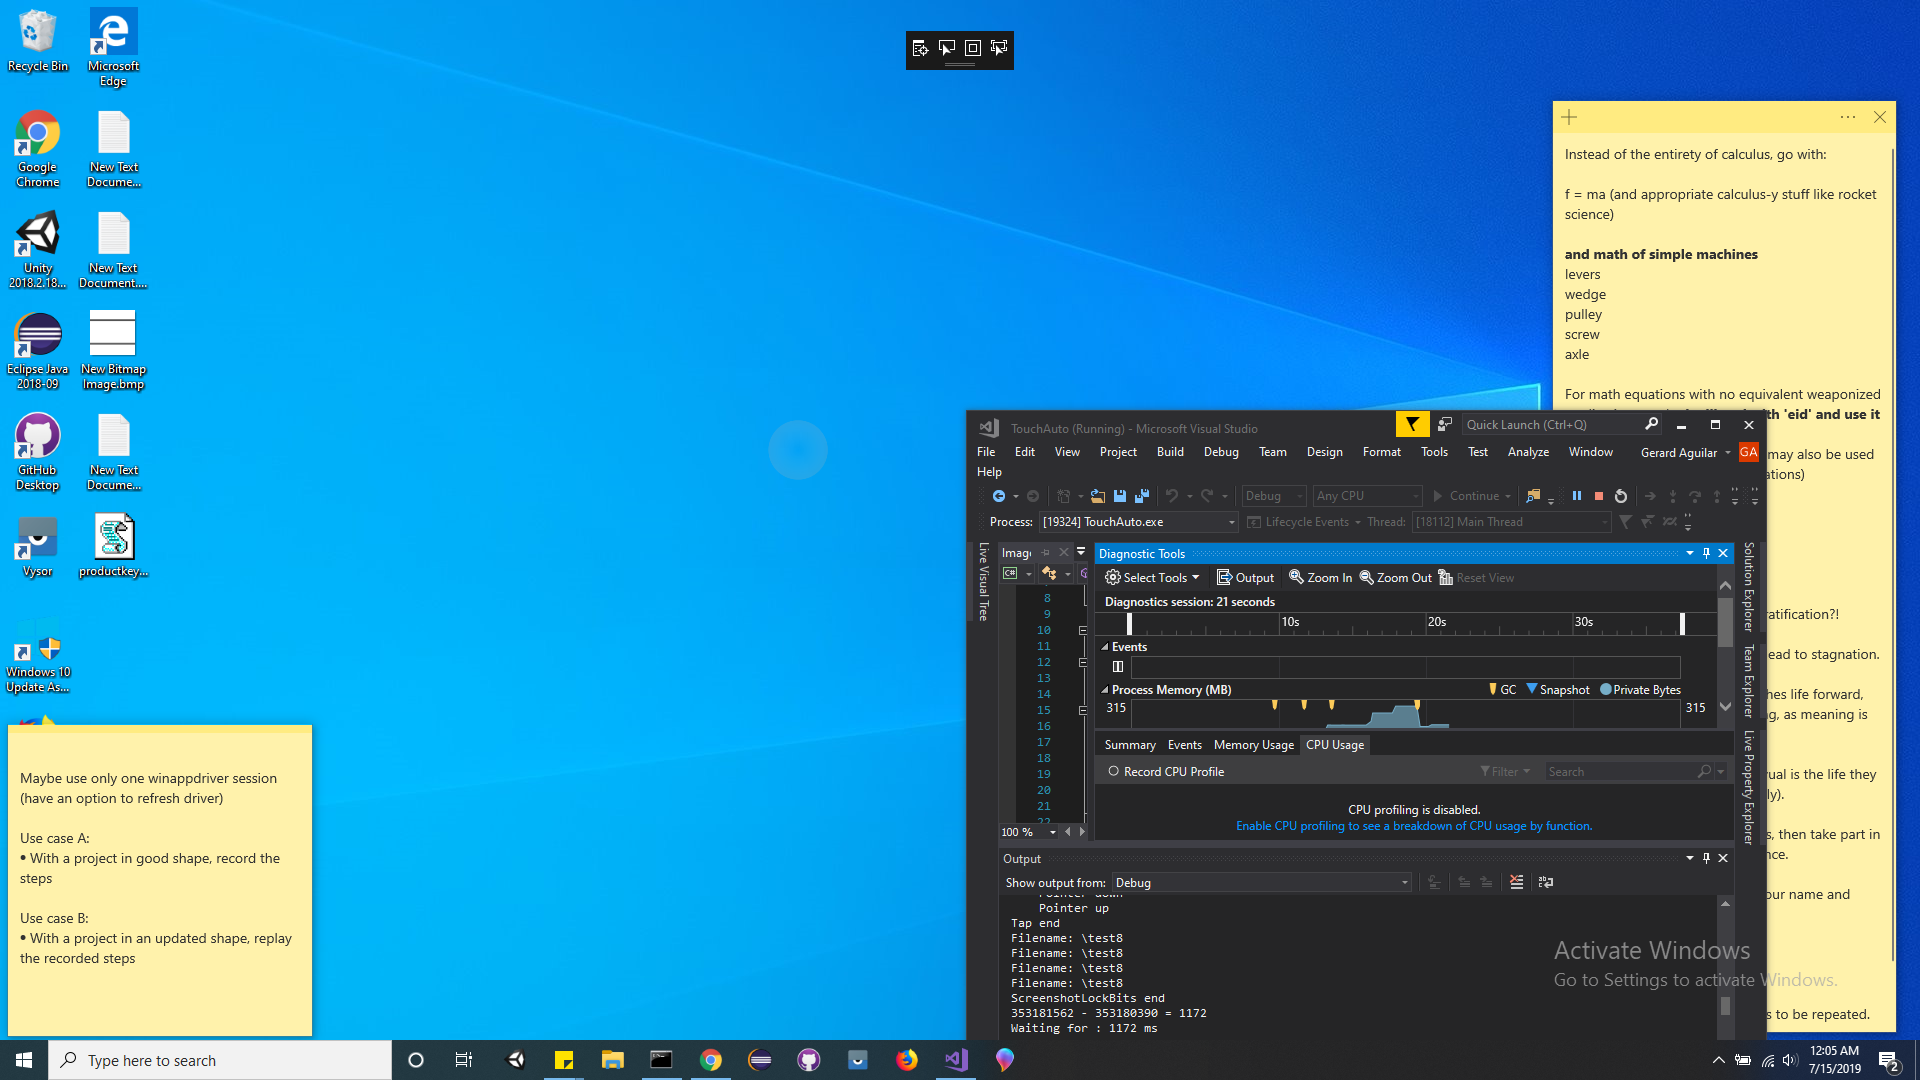 Recycle Bin
Microsoft
Edge
Google
Chrome
New Text
Docume...
Unity
2018.2.18...
New Text
Document....
Eclipse Java
2018-09
New Bitmap
Image.bmp
GitHub
Desktop
New Text
Docume...
Vysor
productkey...
Windows 10
Update As...
Maybe use only one winappdriver session
(have an option to refresh driver)
Use case A:
• With a project in good shape, record the
steps
Use case B:
• With a project in an updated shape, replay
the recorded steps
Instead of the entirety of calculus, go with:
f = ma (and appropriate calculus-y stuff like rocket
science)
and math of simple machines
levers
wedge
pulley
screw
axle
For math equations with no equivalent weaponized
'eid' and use it
may also be used
TouchAuto (Running) - Microsoft Visual Studio
Quick Launch (Ctrl+Q)
File Edit View Project Build Debug Team Design Format Tools Test Analyze Window
Gerard Aguilar GA
Help
Debug Any CPU Continue
Process: [19324] TouchAuto.exe Lifecycle Events Thread: [18112] Main Thread
Live Visual Tree
C#
8
9
10
11
12
13
14
15
16
17
18
19
20
21
22
100 %
Diagnostic Tools
Select Tools Output Zoom In Zoom Out Reset View
Diagnostics session: 21 seconds
10s 20s 30s
Events
Process Memory (MB) GC Snapshot Private Bytes
315 315
Summary Events Memory Usage CPU Usage
Record CPU Profile Filter Search
CPU profiling is disabled.
Enable CPU profiling to see a breakdown of CPU usage by function.
Solution Explorer
Team Explorer
Live Property Explorer
Output
Show output from: Debug
Pointer down
Pointer up
Tap end
Filename: \test8
Filename: \test8
Filename: \test8
Filename: \test8
ScreenshotLockBits end
353181562 - 353180390 = 1172
Waiting for : 1172 ms
to stagnation.
life forward,
as meaning is
is the life they
then take part in
name and
to be repeated.
Activate Windows
Go to Settings to activate Windows.
Type here to search
12:05 AM
7/15/2019
2